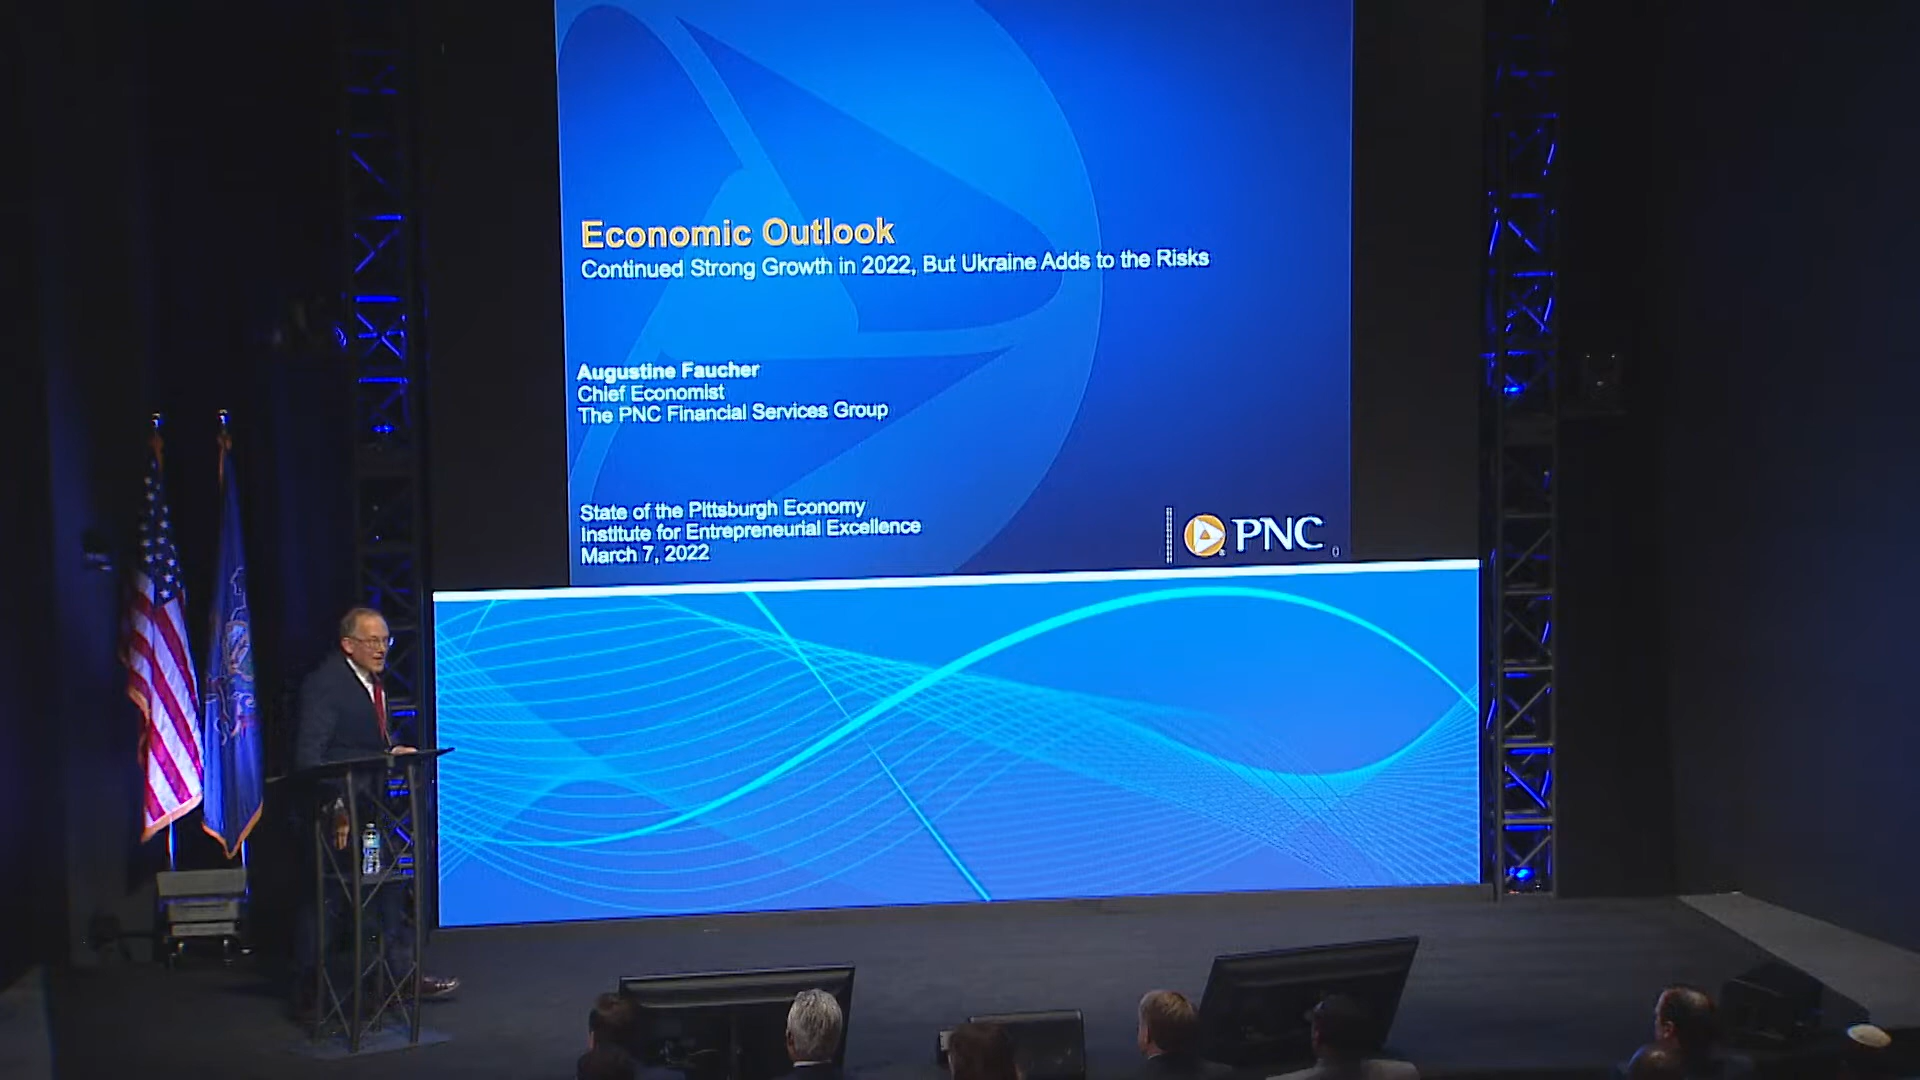 Economic Outlook
Continued Strong Growth in 2022, But Ukraine Adds to the Risks
Augustine Faucher
Chief Economist
The PNC Financial Services Group
State of the Pittsburgh Economy
Institute for Entrepreneurial Excellence
March 7, 2022
PNC
0